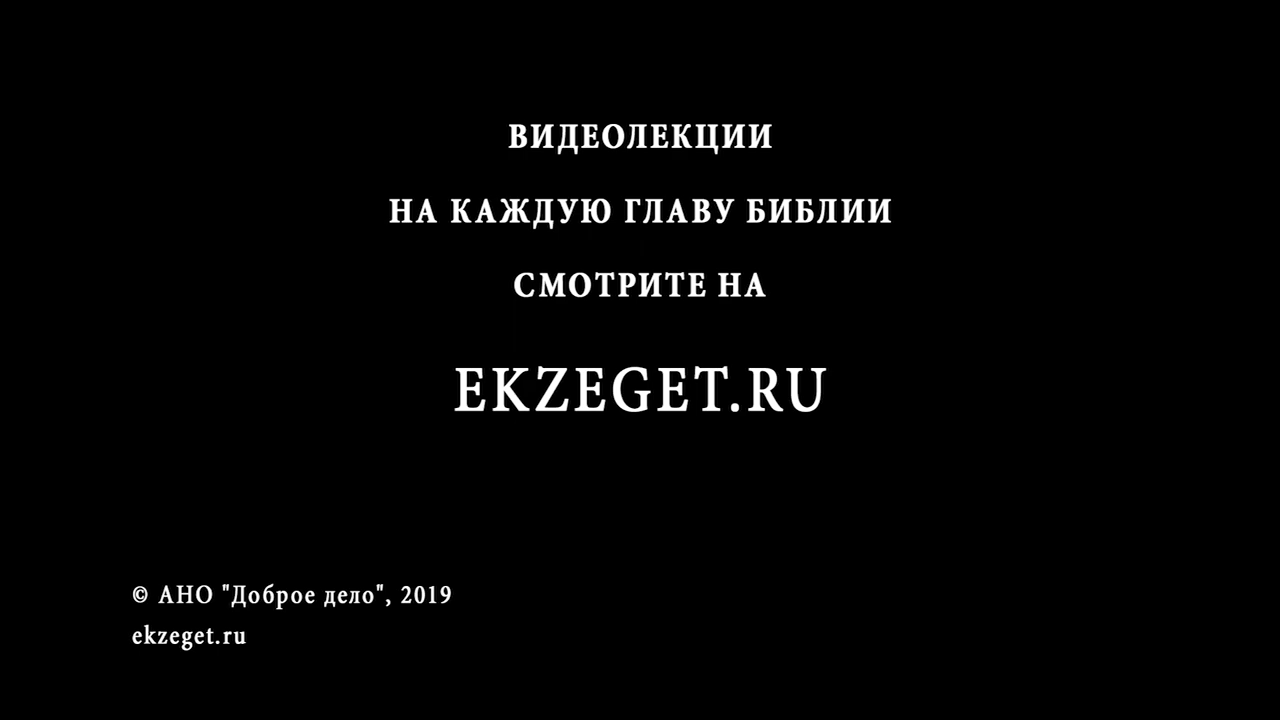 ВИДЕОЛЕКЦИИ
НА КАЖДУЮ ГЛАВУ БИБЛИИ
СМОТРИТЕ НА
EKZEGET.RU
© АНО "Доброе дело", 2019
ekzeget.ru